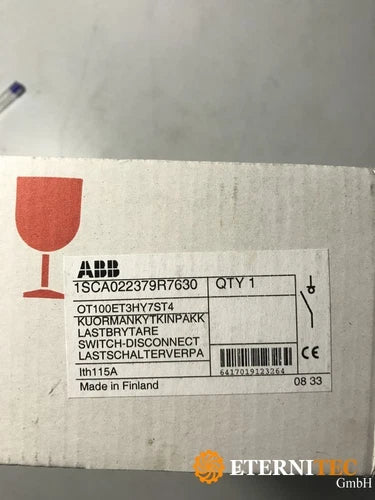 ABB
1SCA022379R7630
QTY 1
OT100ET3HY7ST4
KUORMANKYTKINPAKK
LASTBRYTARE
SWITCH-DISCONNECT
LASTSCHALTERVERPA
Ith115A
Made in Finland
6417019123264
CE
08 33
ETERNITEC
GmbH